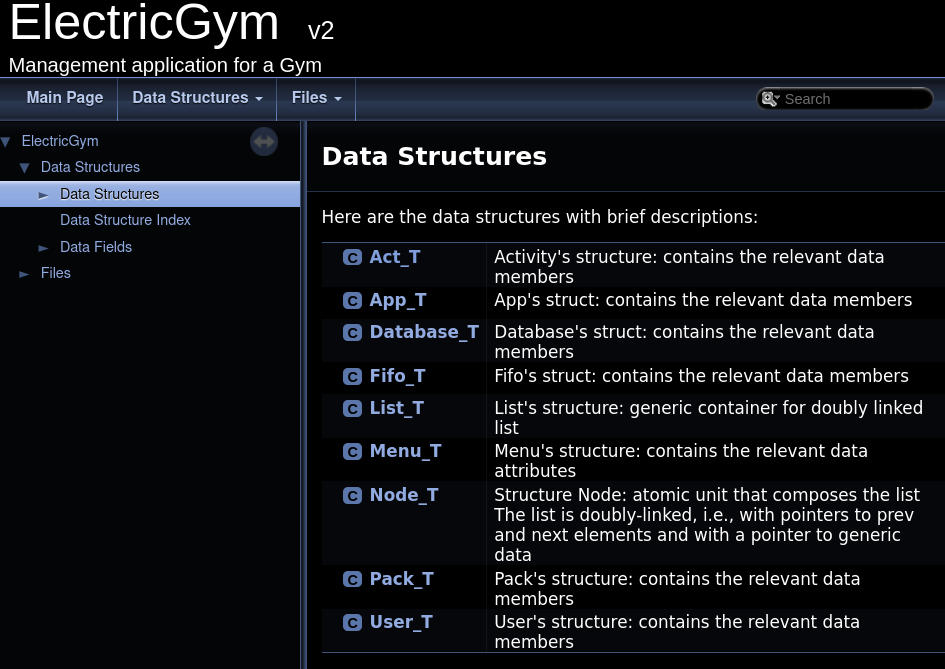 ElectricGym v2
Management application for a Gym
Main Page Data Structures Files Search
ElectricGym
Data Structures
Data Structures
Data Structure Index
Data Fields
Files
Data Structures
Here are the data structures with brief descriptions:
C Act_T Activity's structure: contains the relevant data
members
C App_T App's struct: contains the relevant data members
C Database_T Database's struct: contains the relevant data
members
C Fifo_T Fifo's struct: contains the relevant data members
C List_T List's structure: generic container for doubly linked
list
C Menu_T Menu's structure: contains the relevant data
attributes
C Node_T Structure Node: atomic unit that composes the list
The list is doubly-linked, i.e., with pointers to prev
and next elements and with a pointer to generic
data
C Pack_T Pack's structure: contains the relevant data
members
C User_T User's structure: contains the relevant data
members